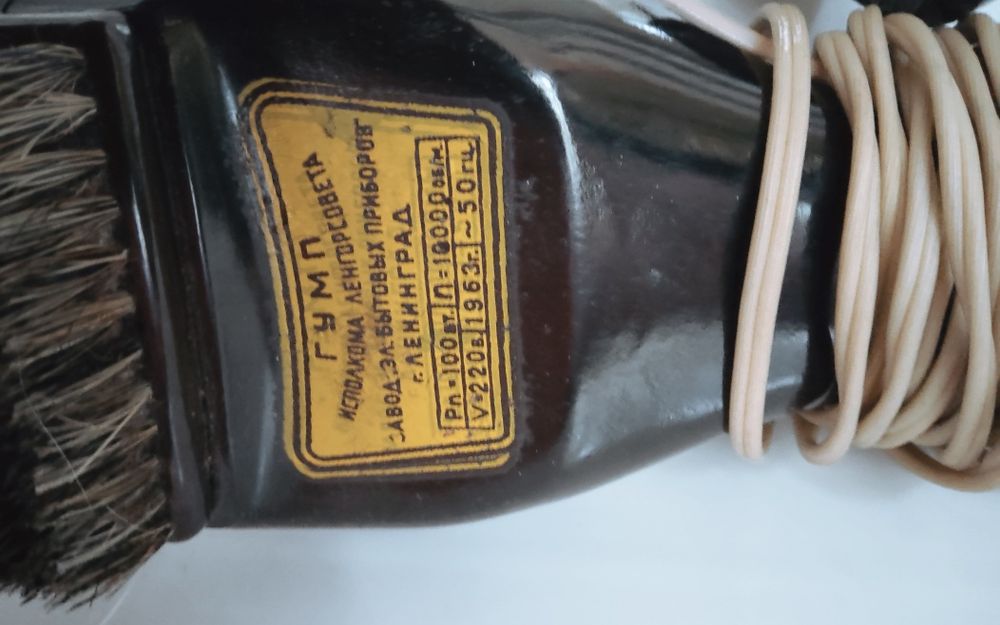 ГУМП
ИСПОЛКОМА ЛЕНГОРСОВЕТА
ЗАВОД.ЭЛ.БЫТОВЫХ ПРИБОРОВ
г. ЛЕНИНГРАД
Рп=100вт. п=10000об/м.
V=220в. 1963г. ~50гц.